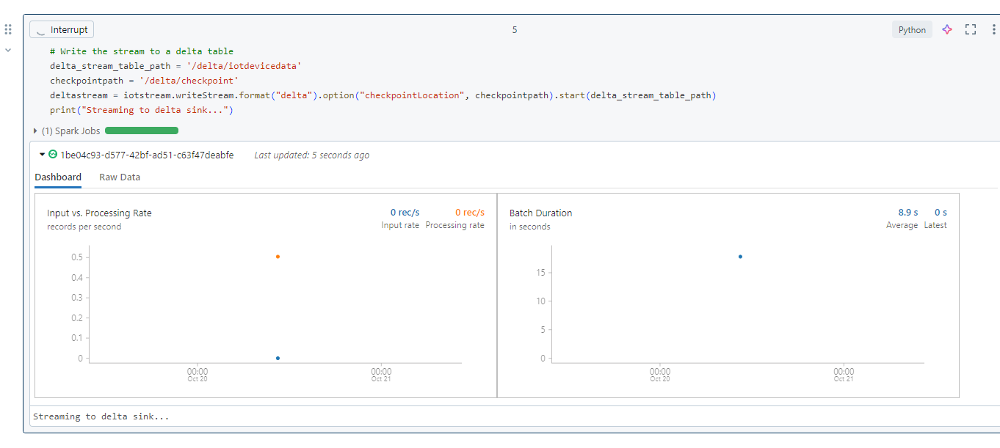 Interrupt
5
Python
# Write the stream to a delta table
delta_stream_table_path = '/delta/iotdevicedata'
checkpointpath = '/delta/checkpoint'
deltastream = iotstream.writeStream.format("delta").option("checkpointLocation", checkpointpath).start(delta_stream_table_path)
print("Streaming to delta sink...")
(1) Spark Jobs
1be04c93-d577-42bf-ad51-c63f47deabfe Last updated: 5 seconds ago
Dashboard Raw Data
Input vs. Processing Rate
records per second
0 rec/s 0 rec/s
Input rate Processing rate
0.5
0.4
0.3
0.2
0.1
0
00:00 00:00
Oct 20 Oct 21
Batch Duration
in seconds
8.9 s 0 s
Average Latest
15
10
5
0
00:00 00:00
Oct 20 Oct 21
Streaming to delta sink...